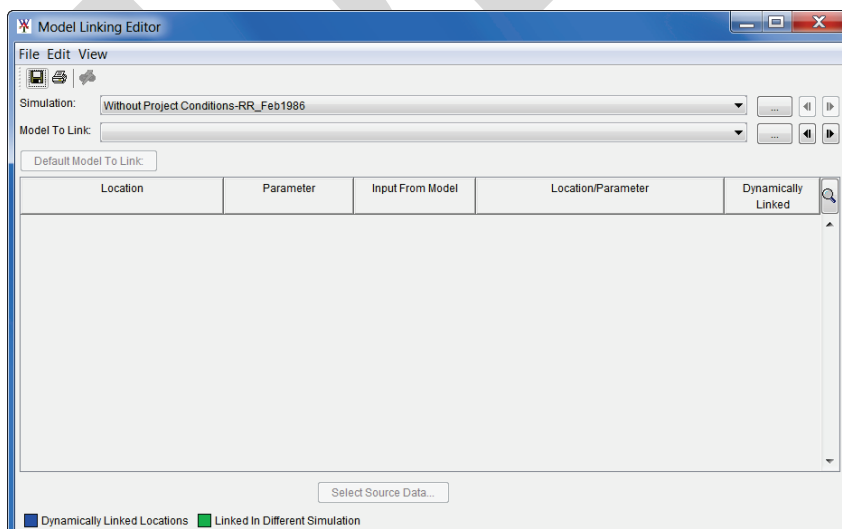 Model Linking Editor
File Edit View
Simulation: Without Project Conditions-RR_Feb1986 ...
Model To Link: ...
Default Model To Link:
Location Parameter Input From Model Location/Parameter Dynamically Linked
Select Source Data...
Dynamically Linked Locations Linked In Different Simulation